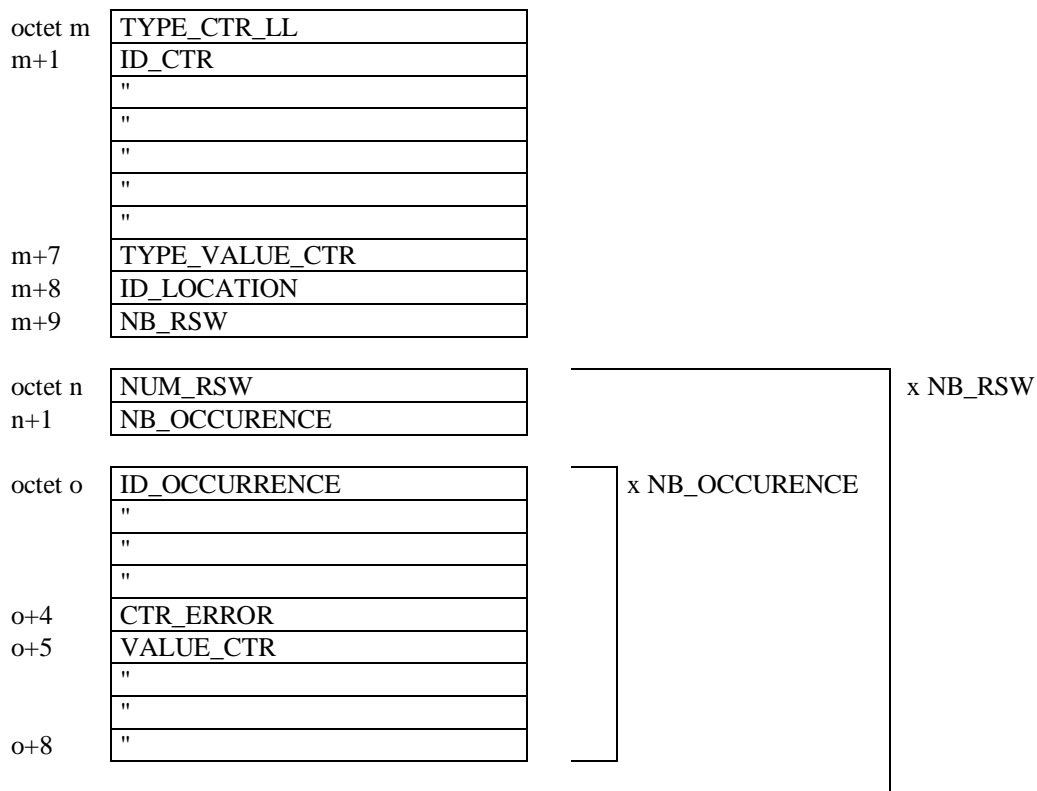 octet m TYPE_CTR_LL
m+1 ID_CTR
"
"
"
"
"
m+7 TYPE_VALUE_CTR
m+8 ID_LOCATION
m+9 NB_RSW
octet n NUM_RSW x NB_RSW
n+1 NB_OCCURENCE
octet o ID_OCCURRENCE x NB_OCCURENCE
"
"
"
o+4 CTR_ERROR
o+5 VALUE_CTR
"
"
o+8 "